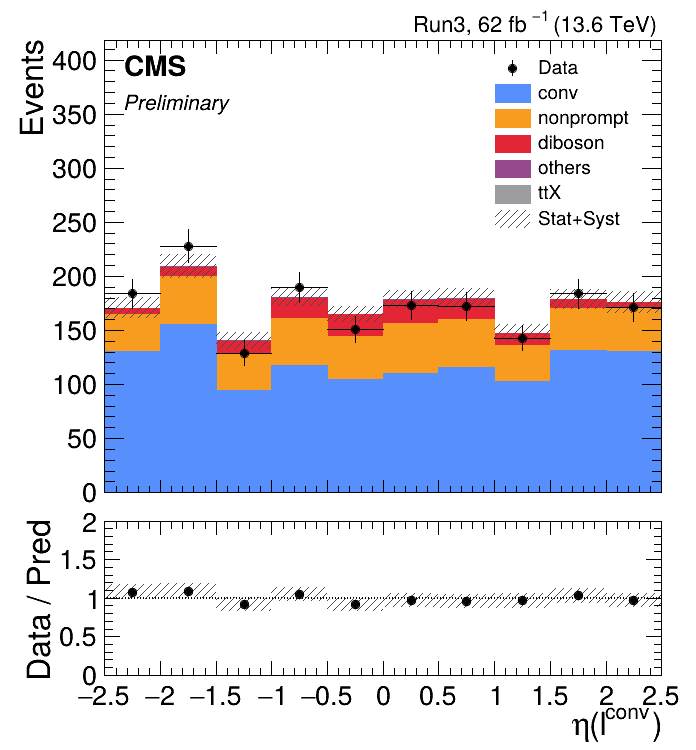 Run3, 62 fb⁻¹ (13.6 TeV)
CMS
Preliminary
Events
400
350
300
250
200
150
100
50
0
Data
conv
nonprompt
diboson
others
ttX
Stat+Syst
Data / Pred
2
1.5
1
0.5
0
−2.5 −2 −1.5 −1 −0.5 0 0.5 1 1.5 2 2.5
η(l^conv)